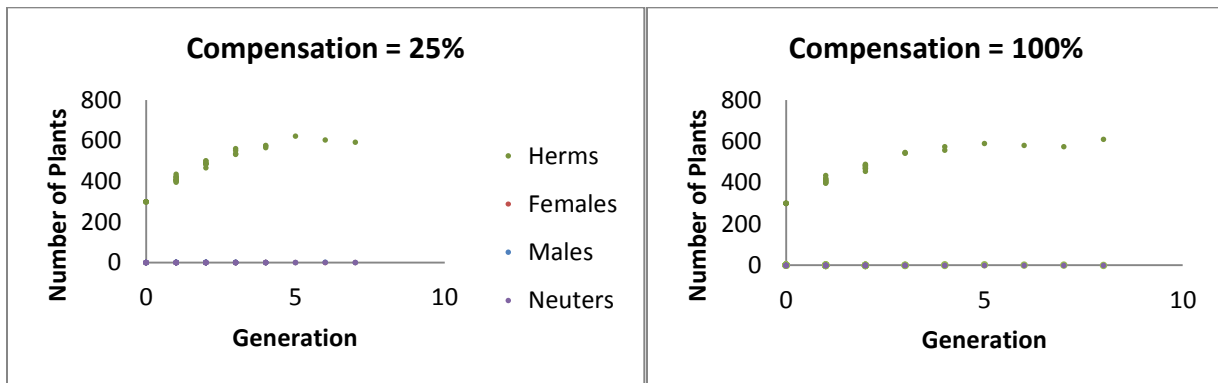 Compensation = 25%
Number of Plants
800
600
400
200
0
0
5
10
Generation
Herms
Females
Males
Neuters
Compensation = 100%
Number of Plants
800
600
400
200
0
0
5
10
Generation